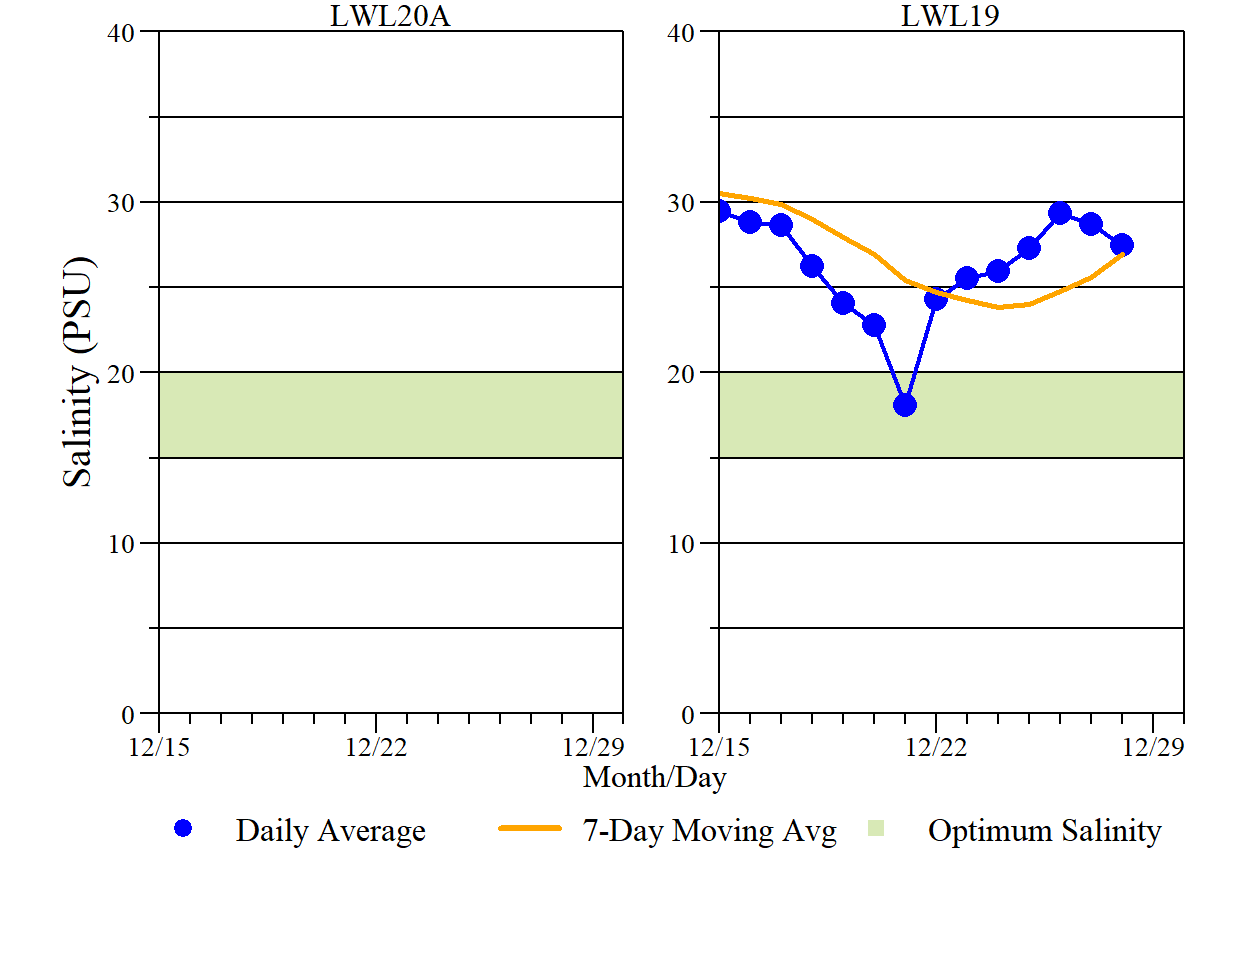 LWL20A LWL19
40 40
30 30
Salinity (PSU)
20 20
10 10
0 0
12/15 12/22 12/29 12/15 12/22 12/29
Month/Day
Daily Average 7-Day Moving Avg Optimum Salinity